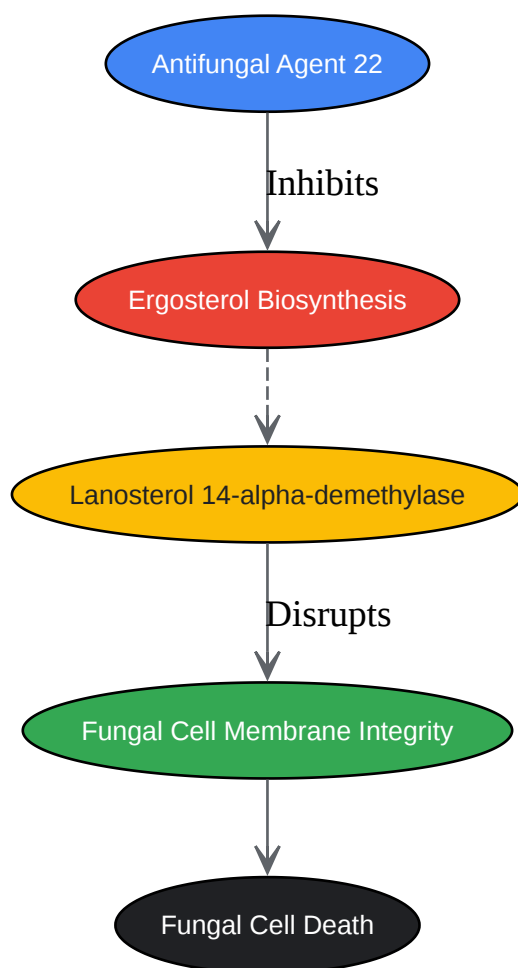 Antifungal Agent 22
Inhibits
Ergosterol Biosynthesis
Lanosterol 14-alpha-demethylase
Disrupts
Fungal Cell Membrane Integrity
Fungal Cell Death